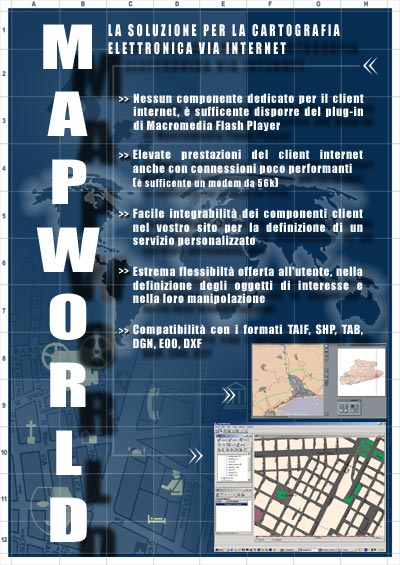 A B C D E F G H
LA SOLUZIONE PER LA CARTOGRAFIA
ELETTRONICA VIA INTERNET
MAPWORLD
>> Nessun componente dedicato per il client
internet, è sufficente disporre del plug-in
di Macromedia Flash Player
>> Elevate prestazioni del client internet
anche con connessioni poco performanti
(é sufficente un modem da 56k)
>> Facile integrabilità dei componenti client
nel vostro sito per la definizione di un
servizio personalizzato
>> Estrema flessibiltà offerta all'utente, nella
definizione degli oggetti di interesse e
nella loro manipolazione
>> Compatibilità con i formati TAIF, SHP, TAB,
DGN, EOO, DXF
1
2
3
4
5
6
7
8
9
10
11
12